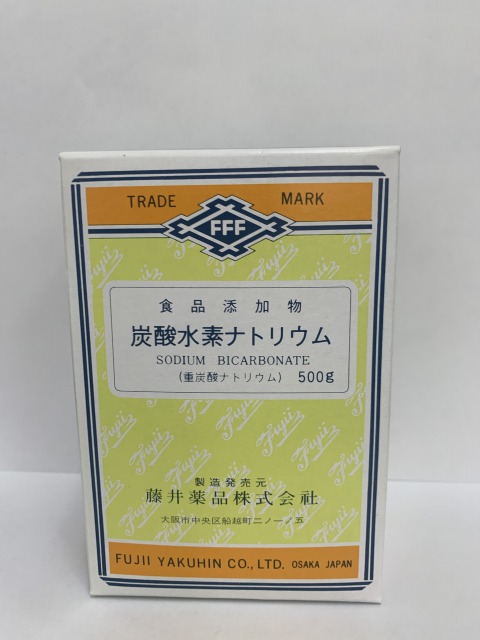 TRADE MARK
FFF
食品添加物
炭酸水素ナトリウム
SODIUM BICARBONATE
(重炭酸ナトリウム) 500g
製造発売元
藤井薬品株式会社
大阪市中央区船越町二ノ一ノ五
FUJII YAKUHIN CO., LTD. OSAKA JAPAN
Fujii